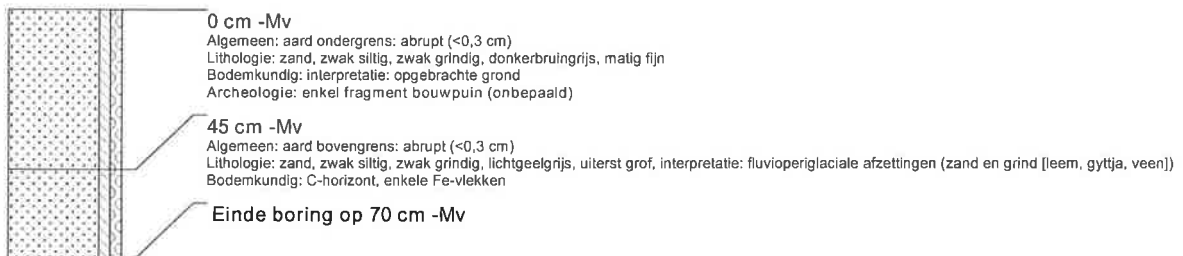 0 cm -Mv
Algemeen: aard ondergrens: abrupt (<0,3 cm)
Lithologie: zand, zwak siltig, zwak grindig, donkerbruingrijs, matig fijn
Bodemkundig: interpretatie: opgebrachte grond
Archeologie: enkel fragment bouwpuin (onbepaald)
45 cm -Mv
Algemeen: aard bovengrens: abrupt (<0,3 cm)
Lithologie: zand, zwak siltig, zwak grindig, lichtgeelgrijs, uiterst grof, interpretatie: fluvioperiglaciale afzettingen (zand en grind [leem, gyttja, veen])
Bodemkundig: C-horizont, enkele Fe-vlekken
Einde boring op 70 cm -Mv